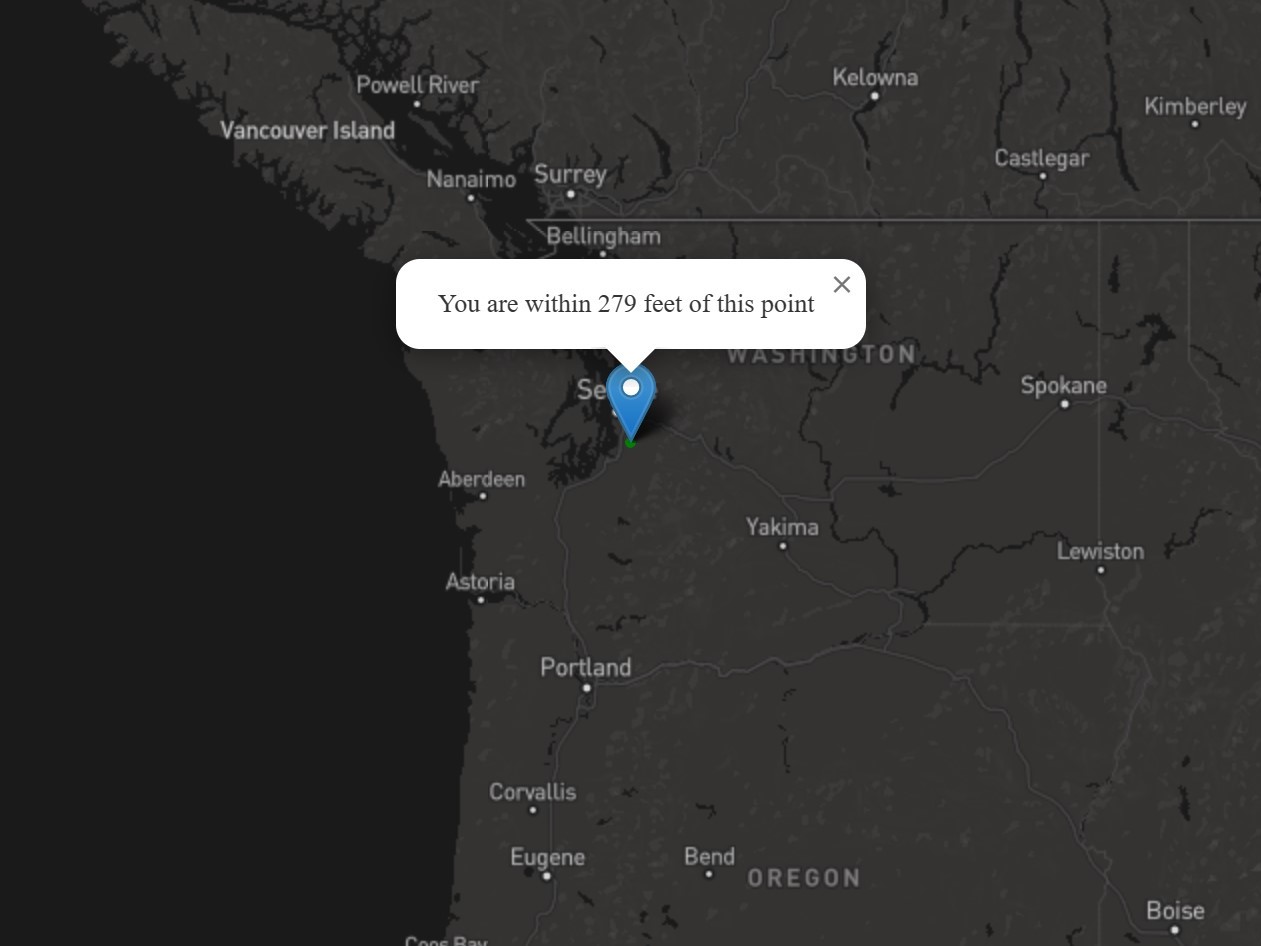 Powell River
Kelowna
Kimberley
Vancouver Island
Castlegar
Nanaimo
Surrey
Bellingham
You are within 279 feet of this point
WASHINGTON
Spokane
Aberdeen
Yakima
Lewiston
Astoria
Portland
Corvallis
Eugene
Bend
OREGON
Boise
Coos Bay